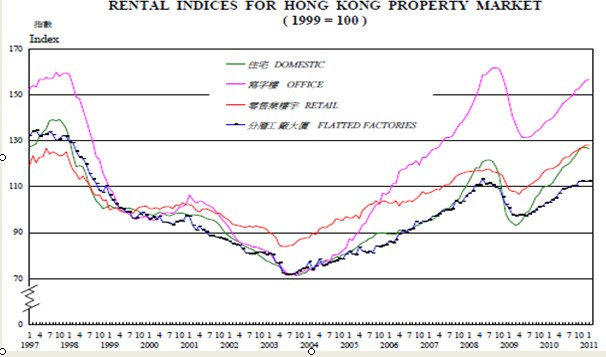 RENTAL INDICES FOR HONG KONG PROPERTY MARKET
( 1999 = 100 )
指數
Index
170
150
130
110
90
70
住宅 DOMESTIC
寫字樓 OFFICE
零售業樓宇 RETAIL
分層工廠大廈 FLATTED FACTORIES
1 4 7 10 1 4 7 10 1 4 7 10 1 4 7 10 1 4 7 10 1 4 7 10 1 4 7 10 1 4 7 10 1 4 7 10 1 4 7 10 1 4 7 10 1 4 7 10 1 4 7 10 1 4 7 10 1
1997 1998 1999 2000 2001 2002 2003 2004 2005 2006 2007 2008 2009 2010 2011